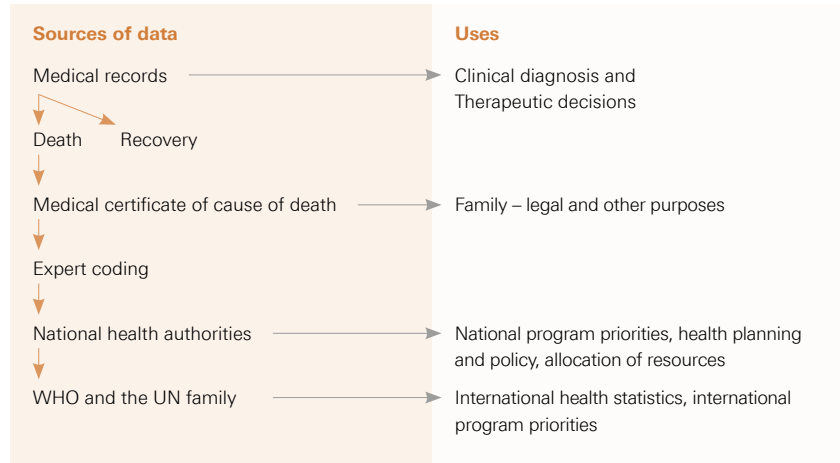 Sources of data
Uses
Medical records
Clinical diagnosis and
Therapeutic decisions
Death
Recovery
Medical certificate of cause of death
Family – legal and other purposes
Expert coding
National health authorities
National program priorities, health planning
and policy, allocation of resources
WHO and the UN family
International health statistics, international
program priorities